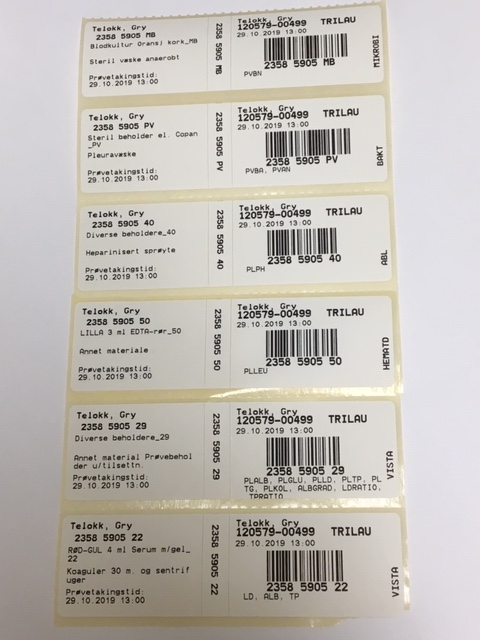 Telokk, Gry
2358 5905 MB
Blodkultur Oransj kork_MB
Steril væske anaerobt
Prøvetakingstid:
29.10.2019 13:00
2358 5905 MB
Telokk, Gry
120579-00499 TRILAU
29.10.2019 13:00
2358 5905 MB
PVBN
MIKROBI
Telokk, Gry
2358 5905 PV
Steril beholder el. Copan
_PV
Pleuravæske
Prøvetakingstid:
29.10.2019 13:00
2358 5905 PV
Telokk, Gry
120579-00499 TRILAU
29.10.2019 13:00
2358 5905 PV
PVBA, PVAN
BAKT
Telokk, Gry
2358 5905 40
Diverse beholdere_40
Heparinisert sprøyte
Prøvetakingstid:
29.10.2019 13:00
2358 5905 40
Telokk, Gry
120579-00499 TRILAU
29.10.2019 13:00
2358 5905 40
PLPH
ABL
Telokk, Gry
2358 5905 50
LILLA 3 ml EDTA-rør_50
Annet materiale
Prøvetakingstid:
29.10.2019 13:00
2358 5905 50
Telokk, Gry
120579-00499 TRILAU
29.10.2019 13:00
2358 5905 50
PLLEU
HEMATO
Telokk, Gry
2358 5905 29
Diverse beholdere_29
Annet material Prøvebehol
der u/tilsettn.
Prøvetakingstid:
29.10.2019 13:00
2358 5905 29
Telokk, Gry
120579-00499 TRILAU
29.10.2019 13:00
2358 5905 29
PLALB, PLGLU, PLLD, PLTP, PL
TG, PLKOL, ALBGRAD, LDRATIO,
TPRATIO
VISTA
Telokk, Gry
2358 5905 22
RØD-GUL 4 ml Serum m/gel_
22
Koaguler 30 m. og sentrif
uger
Prøvetakingstid:
29.10.2019 13:00
2358 5905 22
Telokk, Gry
120579-00499 TRILAU
29.10.2019 13:00
2358 5905 22
LD, ALB, TP
VISTA